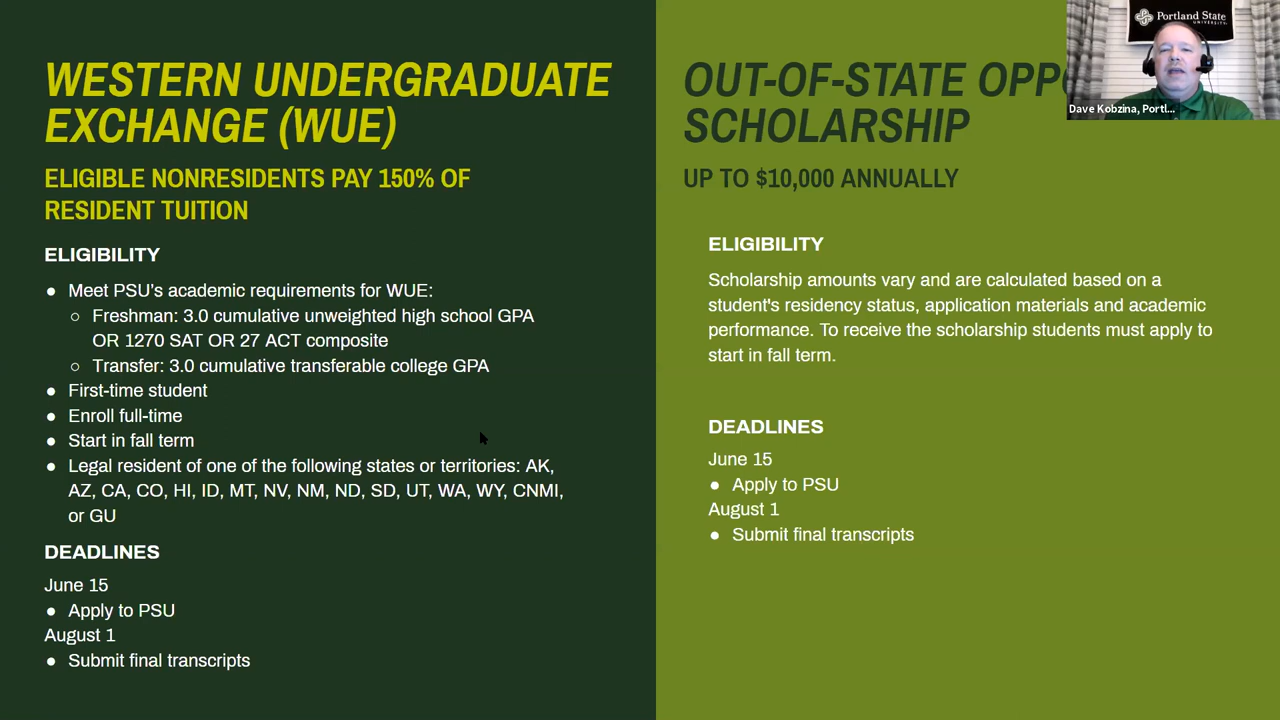 WESTERN UNDERGRADUATE
EXCHANGE (WUE)
ELIGIBLE NONRESIDENTS PAY 150% OF
RESIDENT TUITION
ELIGIBILITY
● Meet PSU's academic requirements for WUE:
○ Freshman: 3.0 cumulative unweighted high school GPA
OR 1270 SAT OR 27 ACT composite
○ Transfer: 3.0 cumulative transferable college GPA
● First-time student
● Enroll full-time
● Start in fall term
● Legal resident of one of the following states or territories: AK,
AZ, CA, CO, HI, ID, MT, NV, NM, ND, SD, UT, WA, WY, CNMI,
or GU
DEADLINES
June 15
● Apply to PSU
August 1
● Submit final transcripts
OUT-OF-STATE
SCHOLARSHIP
UP TO $10,000 ANNUALLY
ELIGIBILITY
Scholarship amounts vary and are calculated based on a
student's residency status, application materials and academic
performance. To receive the scholarship students must apply to
start in fall term.
DEADLINES
June 15
● Apply to PSU
August 1
● Submit final transcripts
Portland State
UNIVERSITY
Dave Kobzina, Portl...